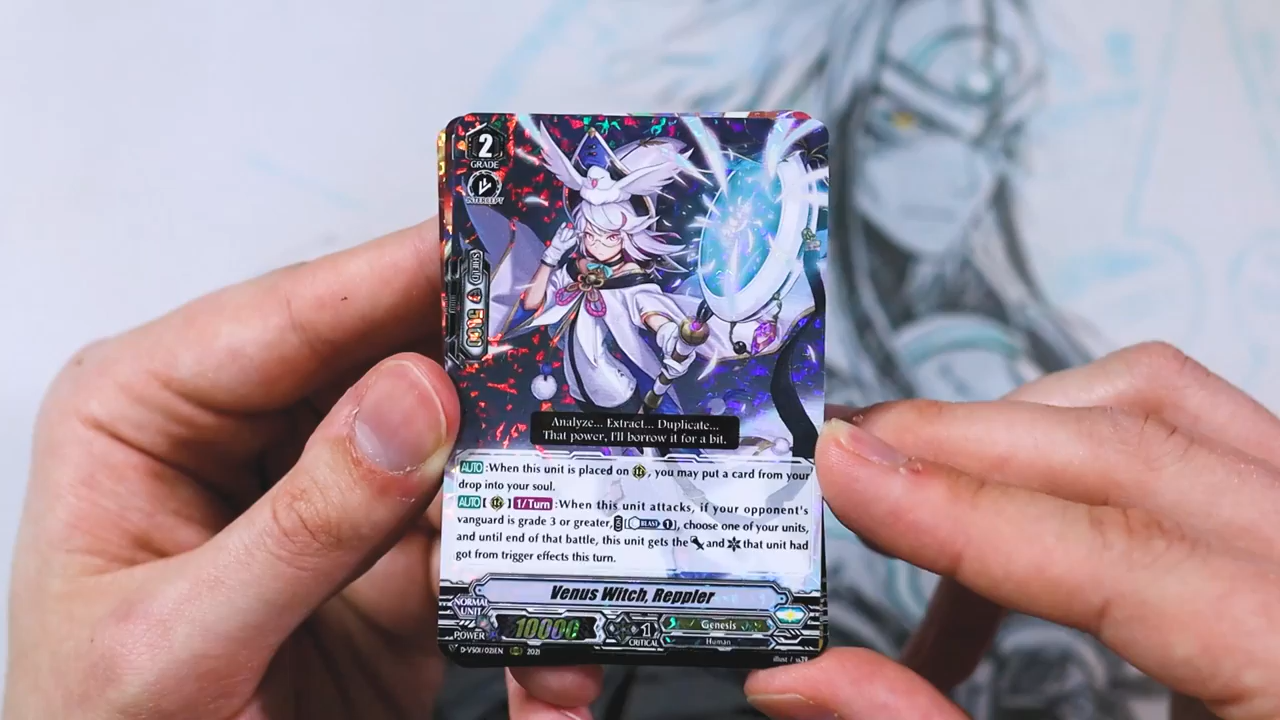 2
GRADE
INTERCEPT
SHIELD
Analyze... Extract... Duplicate...
That power, I'll borrow it for a bit.
AUTO:When this unit is placed on , you may put a card from your
drop into your soul.
AUTO[ ] 1/Turn :When this unit attacks, if your opponent's
vanguard is grade 3 or greater, [ BLAST 1], choose one of your units,
and until end of that battle, this unit gets the and that unit had
got from trigger effects this turn.
Venus Witch, Reppler
NORMAL
UNIT
POWER
10000
1
CRITICAL
Genesis
Human
D-VS01/021EN
2021
illust /